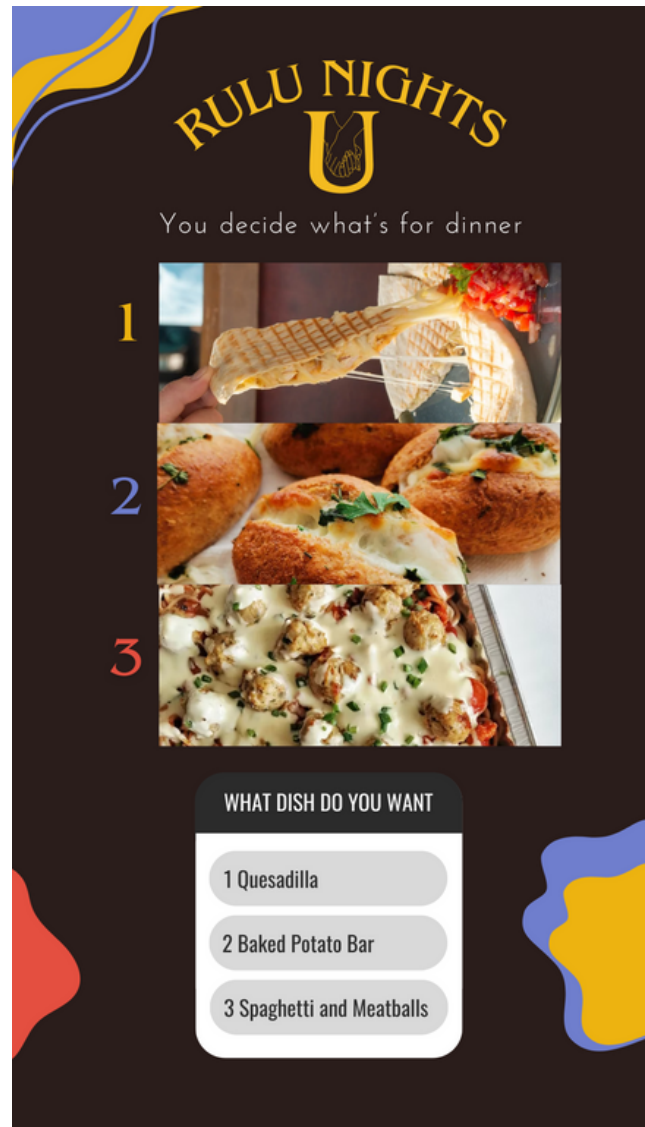 RULU NIGHTS
U
You decide what's for dinner
1
2
3
WHAT DISH DO YOU WANT
1 Quesadilla
2 Baked Potato Bar
3 Spaghetti and Meatballs